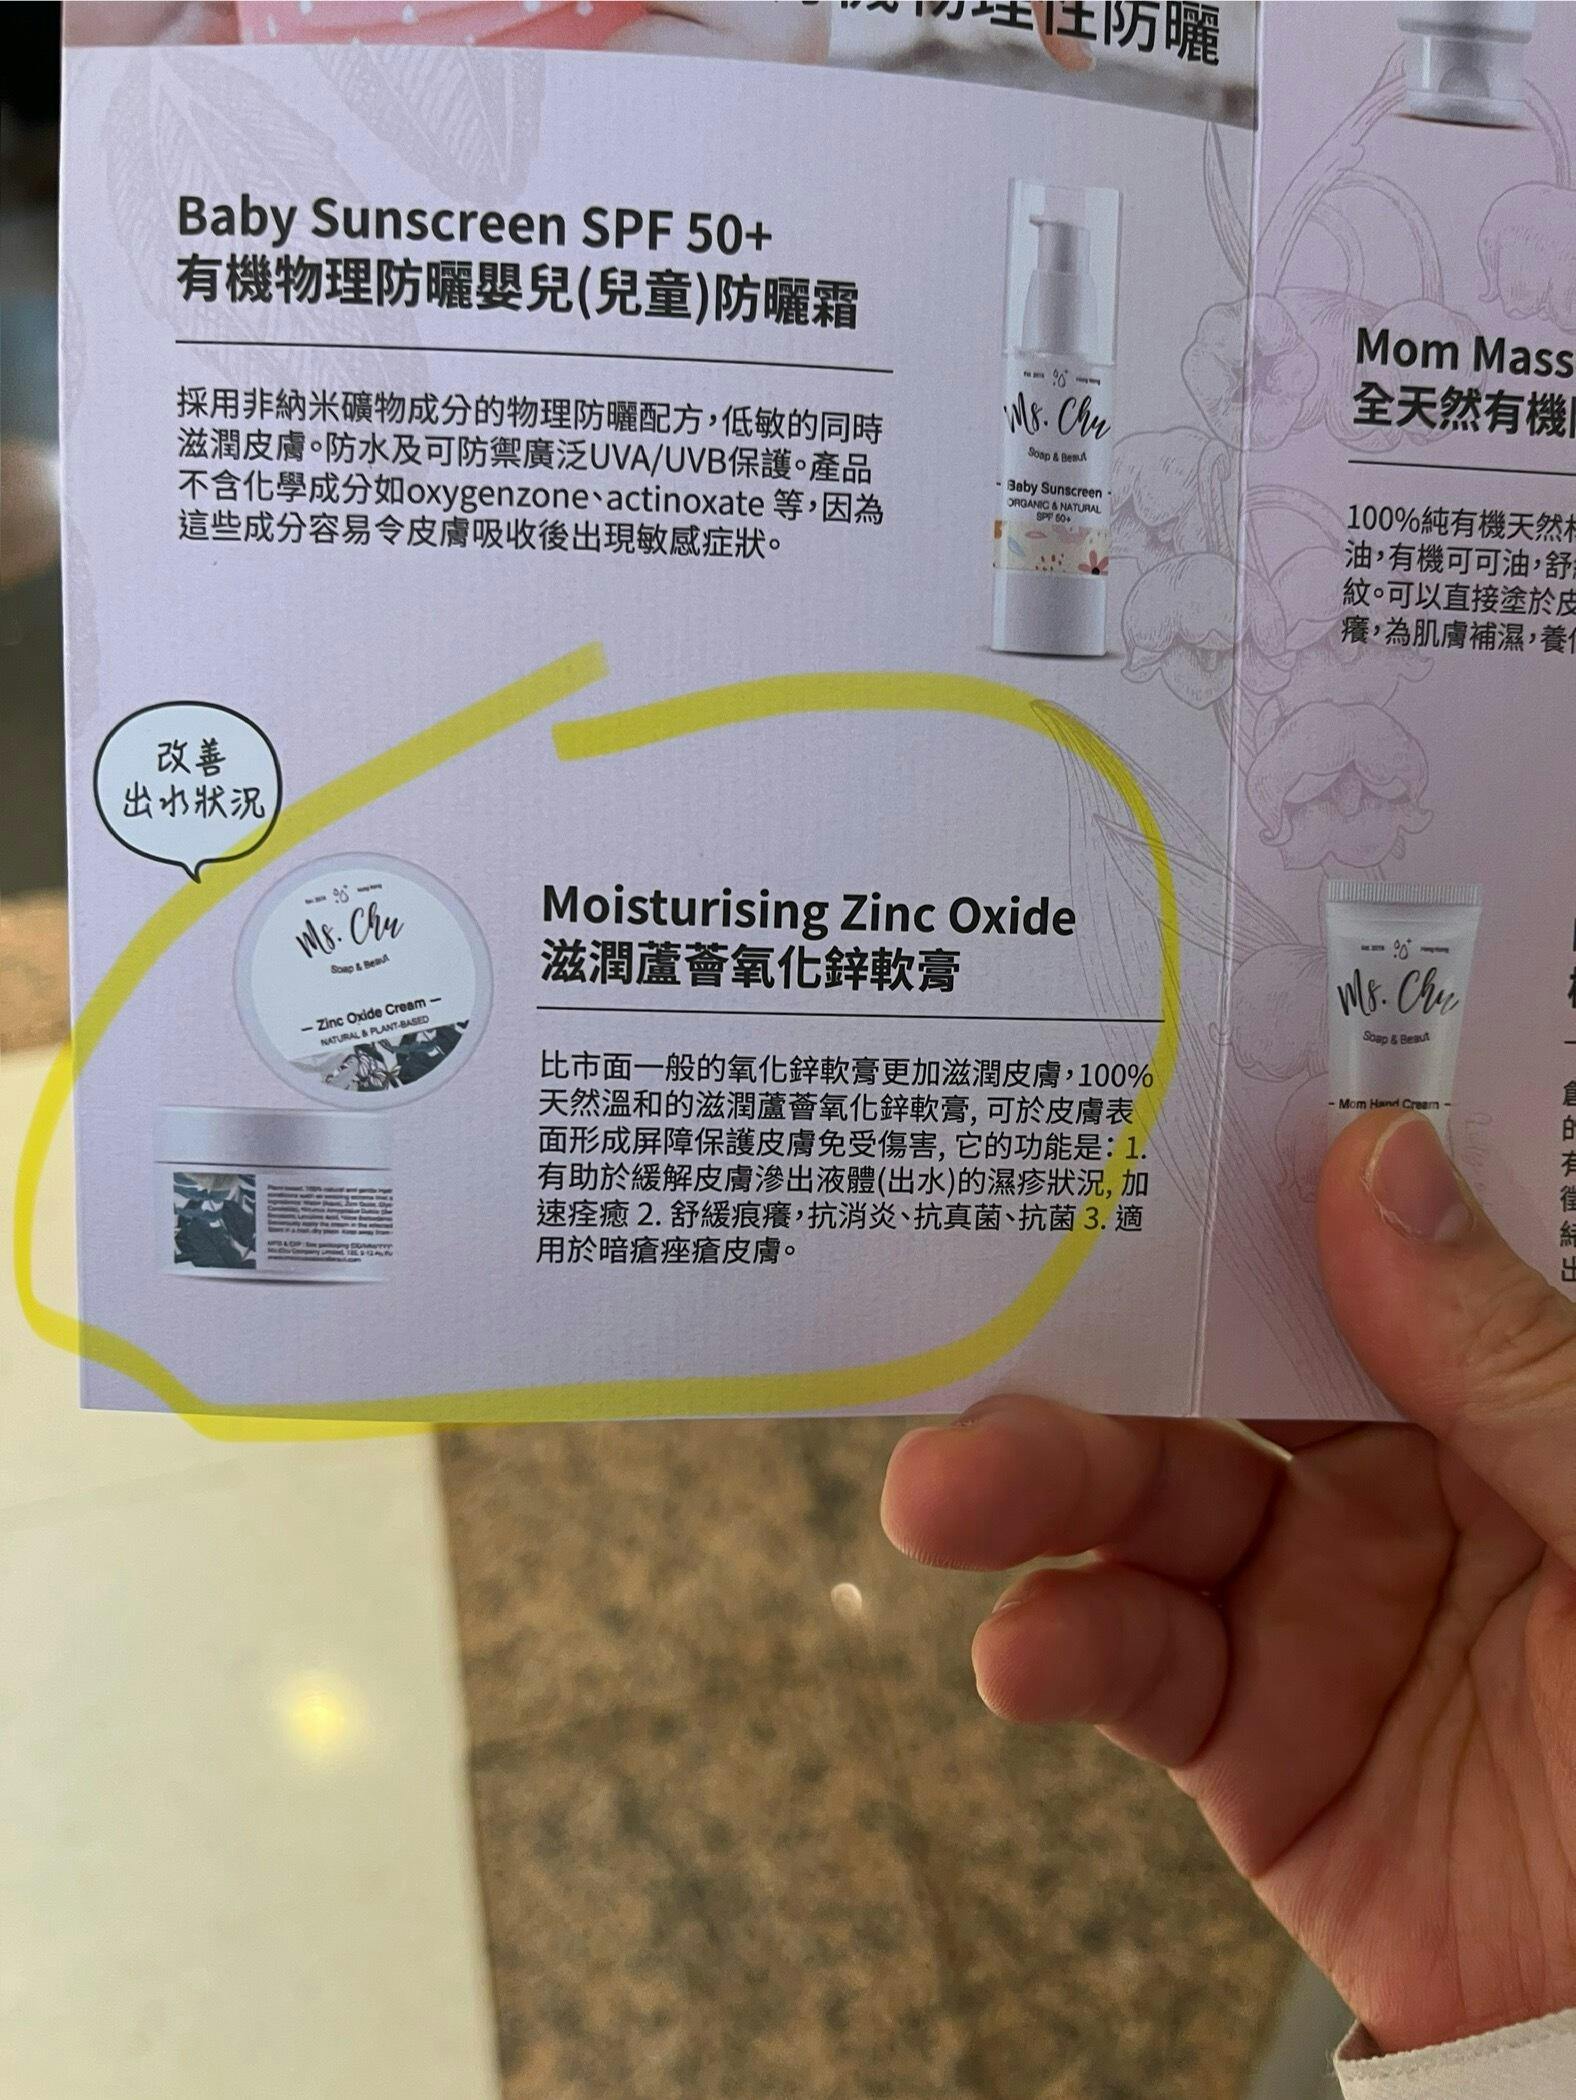 物理性防曬
Baby Sunscreen SPF 50+
有機物理防曬嬰兒(兒童)防曬霜
採用非納米礦物成分的物理防曬配方，低敏的同時
滋潤皮膚。防水及可防禦廣泛UVA/UVB保護。產品
不含化學成分如oxygenzone、actinoxate 等，因為
這些成分容易令皮膚吸收後出現敏感症狀。
Ms. Chu
Soap & Beaut
- Baby Sunscreen -
ORGANIC & NATURAL
SPF 50+
改善
出水狀況
Ms. Chu
Soap & Beaut
— Zinc Oxide Cream —
NATURAL & PLANT-BASED
Moisturising Zinc Oxide
滋潤蘆薈氧化鋅軟膏
比市面一般的氧化鋅軟膏更加滋潤皮膚，100%
天然溫和的滋潤蘆薈氧化鋅軟膏, 可於皮膚表
面形成屏障保護皮膚免受傷害, 它的功能是：1.
有助於緩解皮膚滲出液體(出水)的濕疹狀況, 加
速痊癒 2. 舒緩痕癢，抗消炎、抗真菌、抗菌 3. 適
用於暗瘡痤瘡皮膚。
Mom Mass
全天然有機
100%純有機天然
油，有機可可油，舒
紋。可以直接塗於皮
癢，為肌膚補濕，養
Ms. Chu
Soap & Beaut
- Mom Hand Cream -